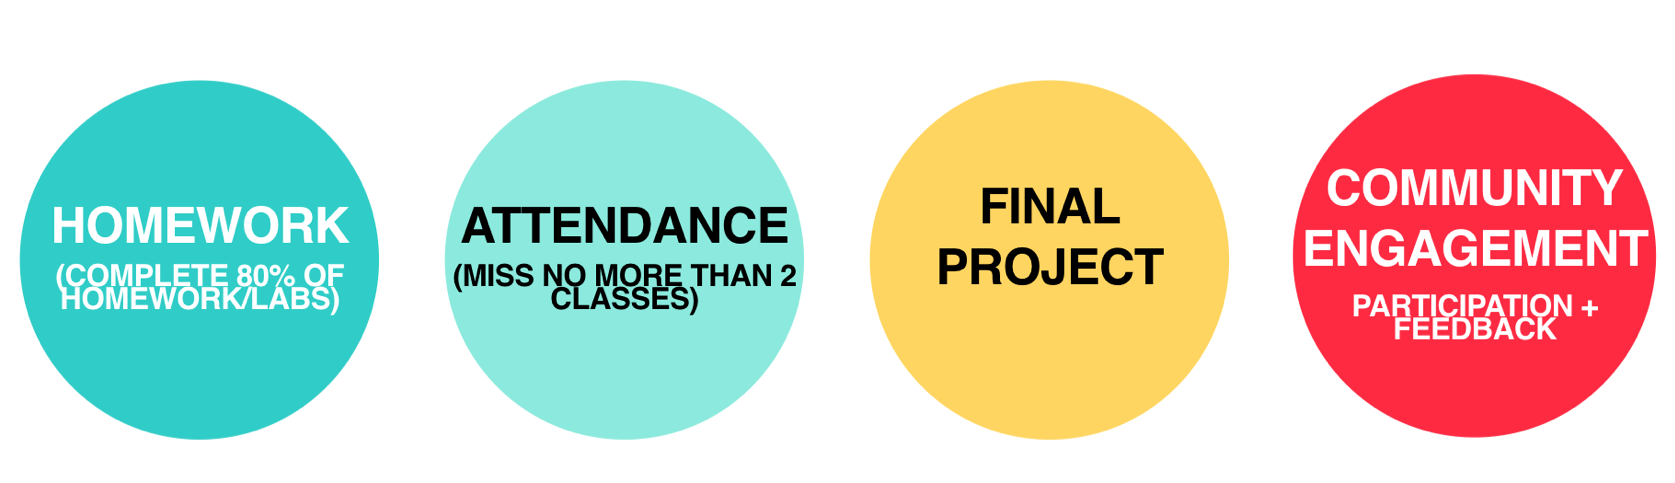 HOMEWORK
(COMPLETE 80% OF
HOMEWORK/LABS)
ATTENDANCE
(MISS NO MORE THAN 2
CLASSES)
FINAL
PROJECT
COMMUNITY
ENGAGEMENT
PARTICIPATION +
FEEDBACK